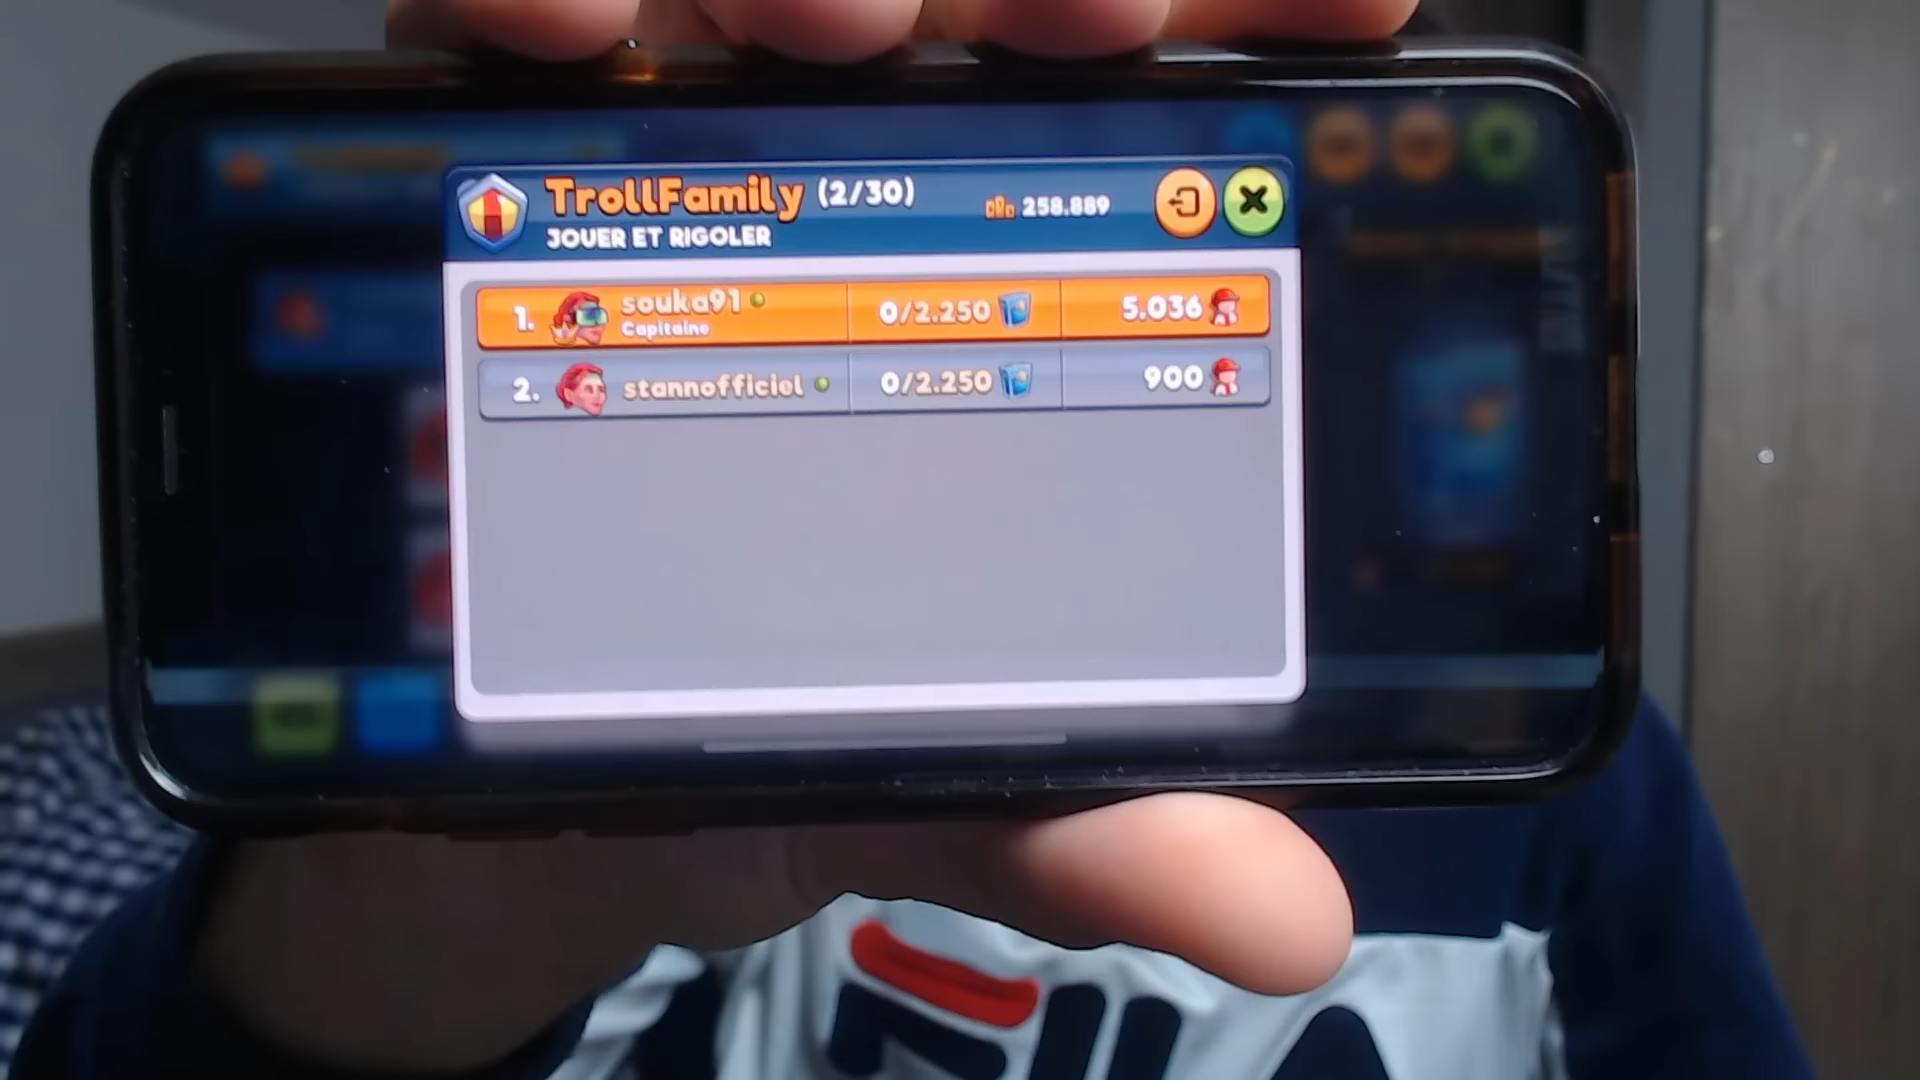 TrollFamily (2/30)
258.889
JOUER ET RIGOLER
1. souka91 0/2.250 5.036
Capitaine
2. stannofficiel 0/2.250 900
FILA